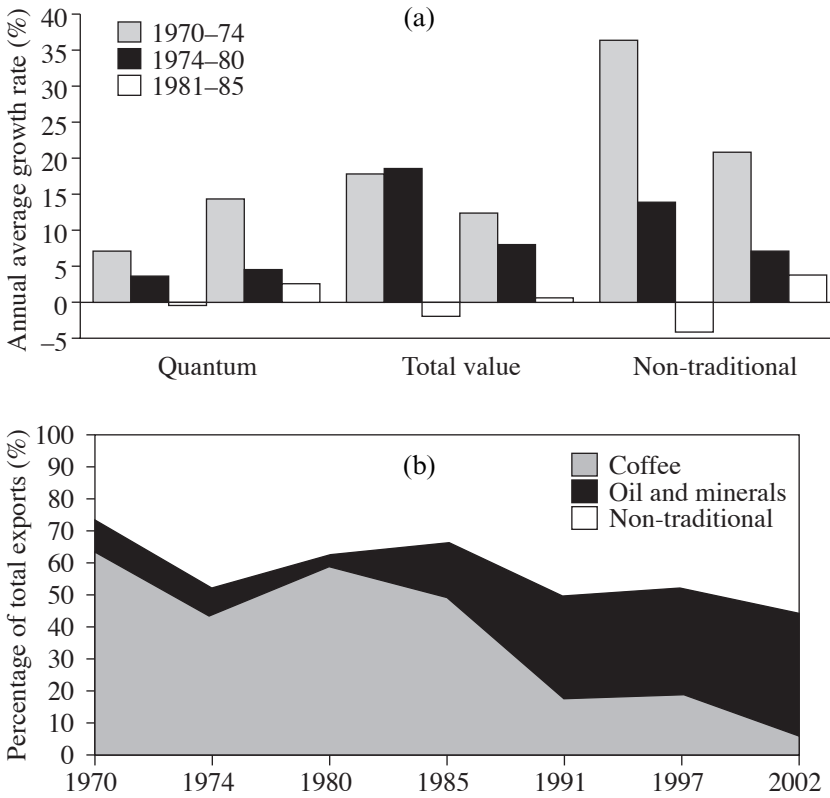 (a)
Annual average growth rate (%)
40
35
30
25
20
15
10
5
0
–5
1970–74
1974–80
1981–85
Quantum Total value Non-traditional
(b)
Percentage of total exports (%)
100
90
80
70
60
50
40
30
20
10
0
Coffee
Oil and minerals
Non-traditional
1970 1974 1980 1985 1991 1997 2002